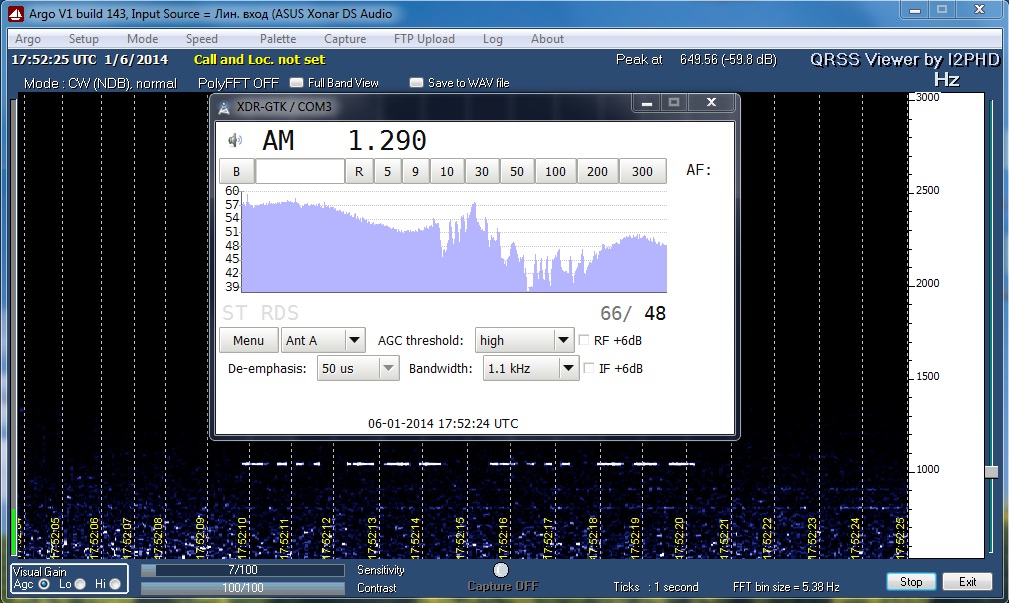 Argo V1 build 143, Input Source = Лин. вход (ASUS Xonar DS Audio
Argo Setup Mode Speed Palette Capture FTP Upload Log About
17:52:25 UTC 1/6/2014 Call and Loc. not set Peak at 649.56 (-59.8 dB) QRSS Viewer by I2PHD
Mode : CW (NDB), normal PolyFFT OFF Full Band View Save to WAV file Hz
XDR-GTK / COM3
AM 1.290
B R 5 9 10 30 50 100 200 300 AF:
60
57
54
51
48
45
42
39
ST RDS 66/ 48
Menu Ant A AGC threshold: high RF +6dB
De-emphasis: 50 us Bandwidth: 1.1 kHz IF +6dB
06-01-2014 17:52:24 UTC
3000
2500
2000
1500
1000
17:52:05
17:52:06
17:52:07
17:52:08
17:52:09
17:52:10
17:52:11
17:52:12
17:52:13
17:52:14
17:52:15
17:52:16
17:52:17
17:52:18
17:52:19
17:52:20
17:52:21
17:52:22
17:52:23
17:52:24
17:52:25
Visual Gain
Agc Lo Hi
7/100 Sensitivity
100/100 Contrast
Capture OFF
Ticks : 1 second FFT bin size = 5.38 Hz
Stop Exit